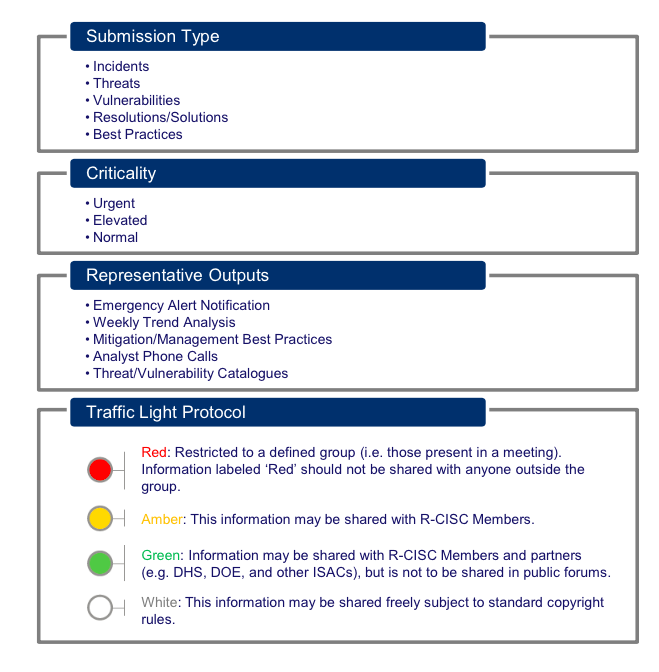 Submission Type
• Incidents
• Threats
• Vulnerabilities
• Resolutions/Solutions
• Best Practices
Criticality
• Urgent
• Elevated
• Normal
Representative Outputs
• Emergency Alert Notification
• Weekly Trend Analysis
• Mitigation/Management Best Practices
• Analyst Phone Calls
• Threat/Vulnerability Catalogues
Traffic Light Protocol
Red: Restricted to a defined group (i.e. those present in a meeting).
Information labeled ‘Red’ should not be shared with anyone outside the
group.
Amber: This information may be shared with R-CISC Members.
Green: Information may be shared with R-CISC Members and partners
(e.g. DHS, DOE, and other ISACs), but is not to be shared in public forums.
White: This information may be shared freely subject to standard copyright
rules.